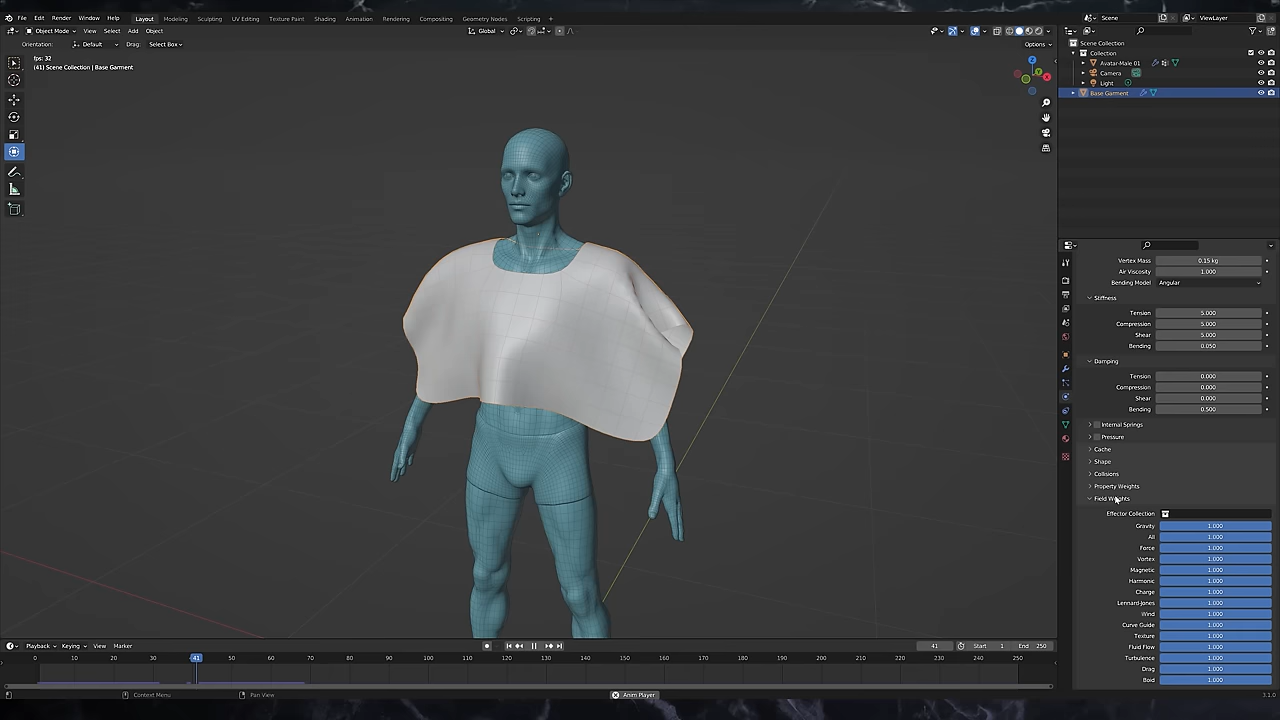 File Edit Render Window Help Layout Modeling Sculpting UV Editing Texture Paint Shading Animation Rendering Compositing Geometry Nodes Scripting + Scene ViewLayer
Object Mode View Select Add Object Global
Orientation: Default Drag: Select Box Options
fps: 32
(41) Scene Collection | Base Garment
Z
Y
X
Scene Collection
Collection
Avatar-Male 01
Camera
Light
Base Garment
Vertex Mass 0.15 kg
Air Viscosity 1.000
Bending Model Angular
Stiffness
Tension 5.000
Compression 5.000
Shear 5.000
Bending 0.050
Damping
Tension 0.000
Compression 0.000
Shear 0.000
Bending 0.500
Internal Springs
Pressure
Cache
Shape
Collisions
Property Weights
Field Weights
Effector Collection
Gravity 1.000
All 1.000
Force 1.000
Vortex 1.000
Magnetic 1.000
Harmonic 1.000
Charge 1.000
Lennard-Jones 1.000
Wind 1.000
Curve Guide 1.000
Texture 1.000
Fluid Flow 1.000
Turbulence 1.000
Drag 1.000
Boid 1.000
Playback Keying View Marker 41 Start 1 End 250
0 10 20 30 41 50 60 70 80 90 100 110 120 130 140 150 160 170 180 190 200 210 220 230 240 250
Context Menu Pan View Anim Player 3.1.0